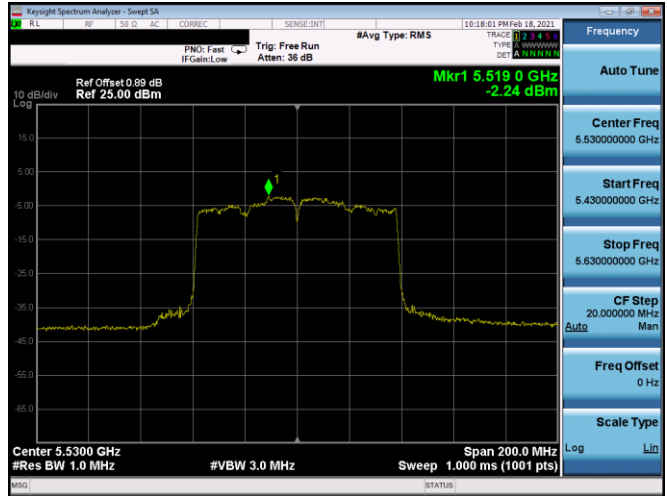 Keysight Spectrum Analyzer - Swept SA
RL RF 50 Ω AC CORREC SENSE:INT 10:18:01 PM Feb 18, 2021
#Avg Type: RMS
TRACE 1 2 3 4 5 6
PNO: Fast Trig: Free Run
TYPE A WWWWW
IFGain:Low Atten: 36 dB
DET A N N N N N
Mkr1 5.519 0 GHz
-2.24 dBm
Ref Offset 0.89 dB
10 dB/div Ref 25.00 dBm
Log
15.0
5.00
1
-5.00
-15.0
-25.0
-35.0
-45.0
-55.0
-65.0
Center 5.5300 GHz Span 200.0 MHz
#Res BW 1.0 MHz #VBW 3.0 MHz Sweep 1.000 ms (1001 pts)
MSG STATUS
Frequency
Auto Tune
Center Freq
5.530000000 GHz
Start Freq
5.430000000 GHz
Stop Freq
5.630000000 GHz
CF Step
20.000000 MHz
Auto Man
Freq Offset
0 Hz
Scale Type
Log Lin